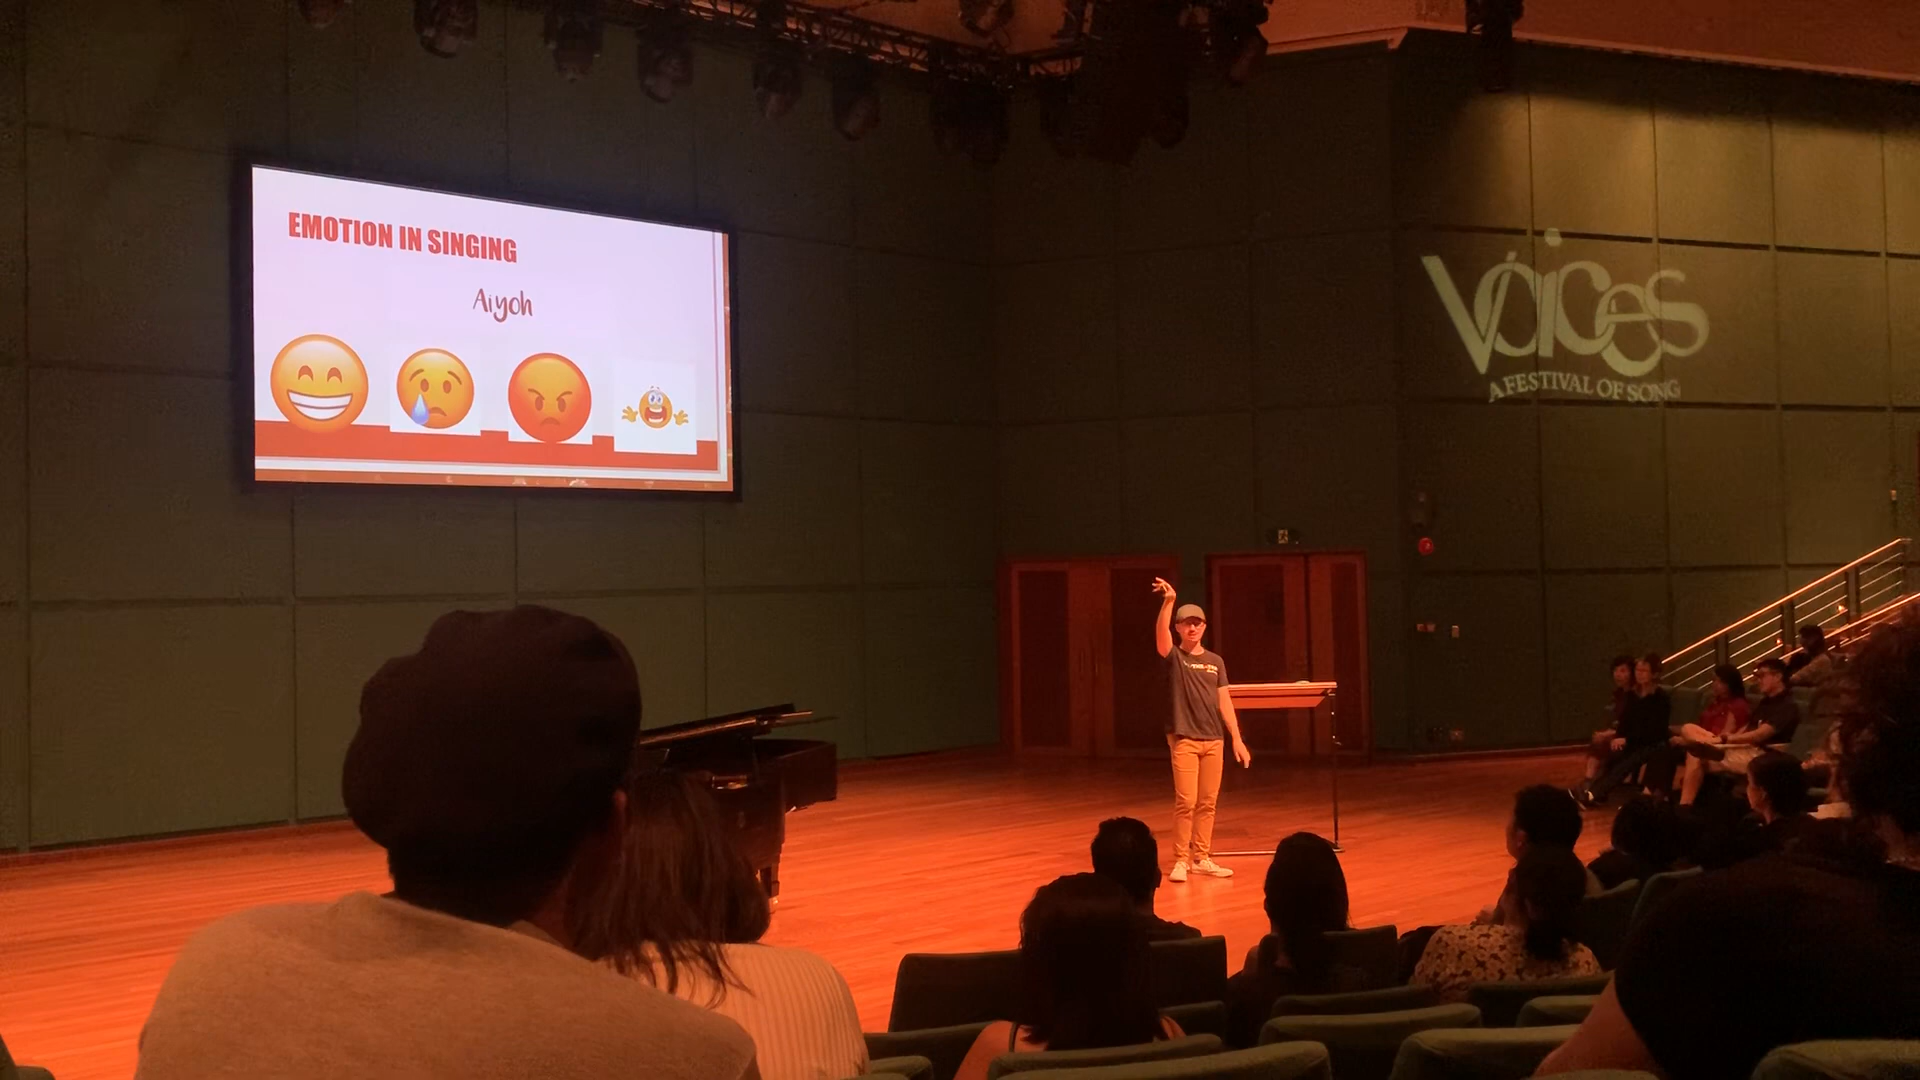 EMOTION IN SINGING
Aiyoh
Voices
A FESTIVAL OF SONG